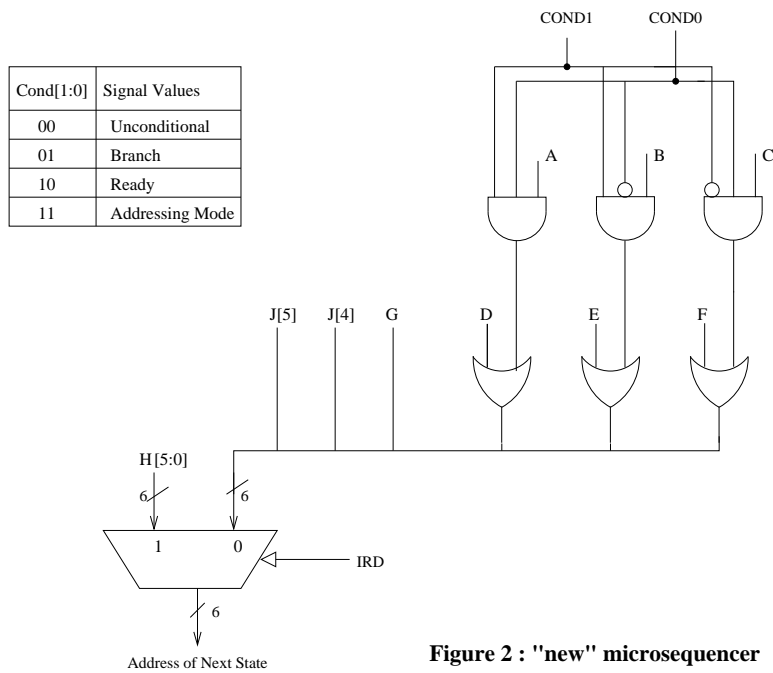 COND1 COND0
Cond[1:0] Signal Values
00 Unconditional
01 Branch
10 Ready
11 Addressing Mode
A B C
J[5] J[4] G D E F
H[5:0]
6 6
1 0
IRD
6
Address of Next State
Figure 2 : "new" microsequencer